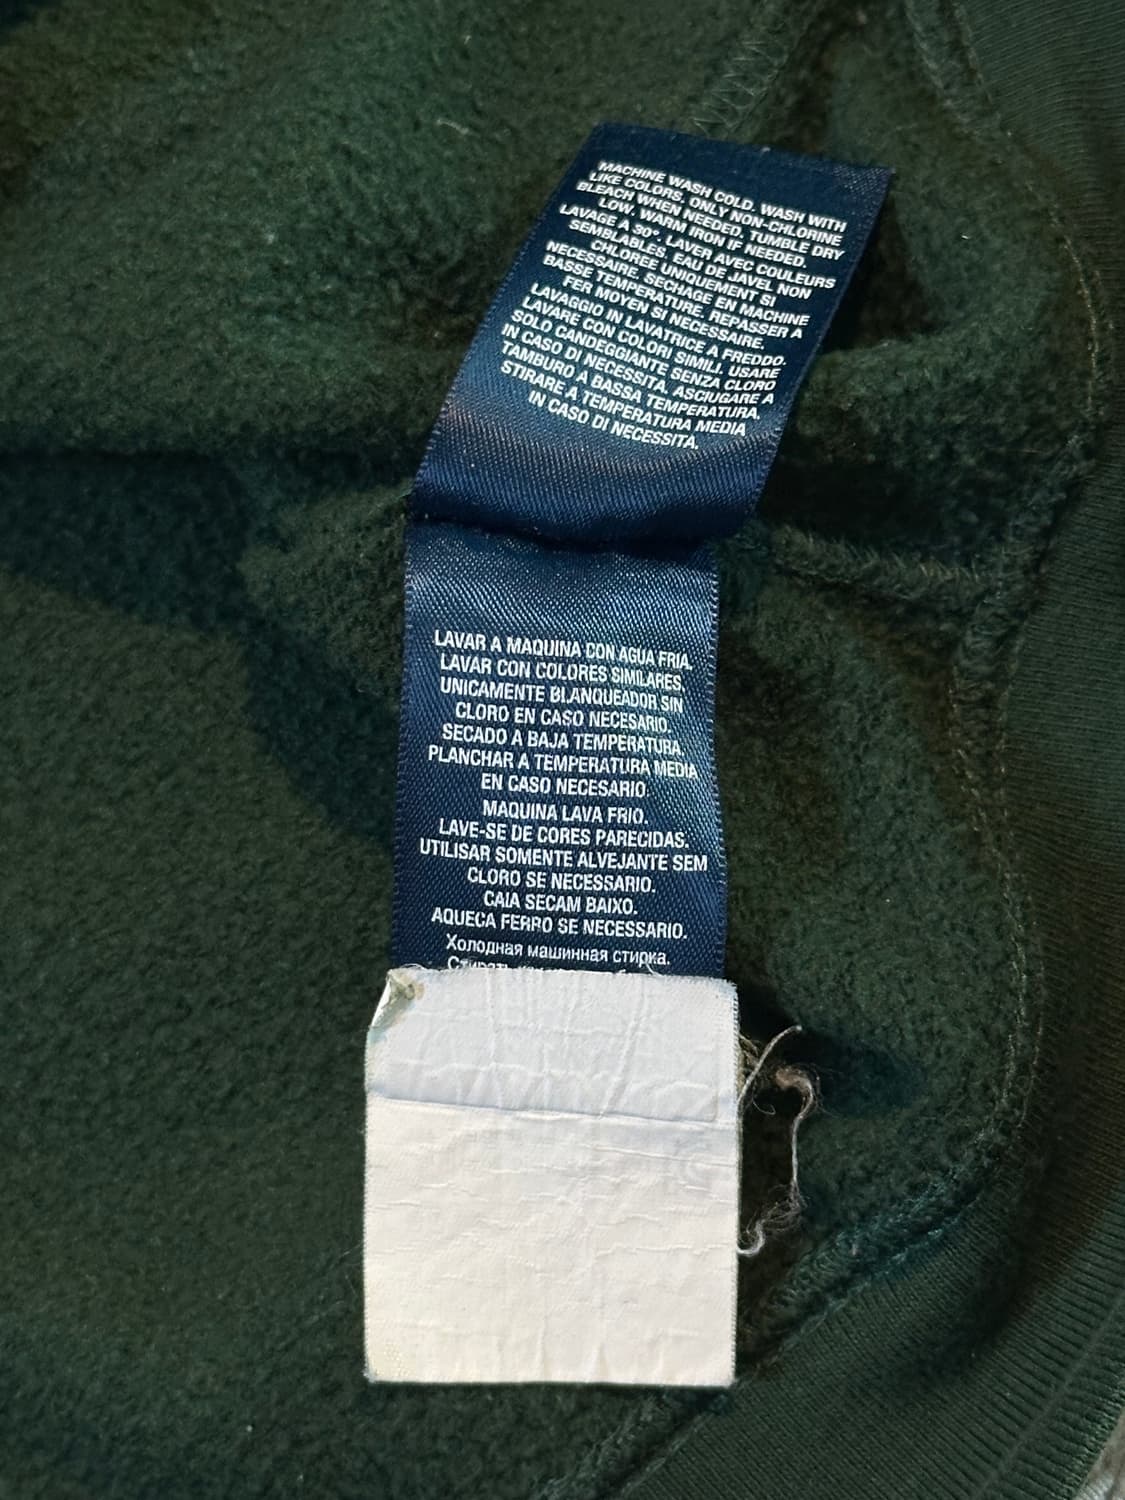 MACHINE WASH COLD. WASH WITH
LIKE COLORS. ONLY NON-CHLORINE
BLEACH WHEN NEEDED. TUMBLE DRY
LOW. WARM IRON IF NEEDED.
LAVAGE A 30°. LAVER AVEC COULEURS
SEMBLABLES. EAU DE JAVEL NON
CHLOREE UNIQUEMENT SI
NECESSAIRE. SECHAGE EN MACHINE
BASSE TEMPERATURE. REPASSER A
FER MOYEN SI NECESSAIRE.
LAVAGGIO IN LAVATRICE A FREDDO.
LAVARE CON COLORI SIMILI. USARE
SOLO CANDEGGIANTE SENZA CLORO
IN CASO DI NECESSITA. ASCIUGARE A
TAMBURO A BASSA TEMPERATURA.
STIRARE A TEMPERATURA MEDIA
IN CASO DI NECESSITA.
LAVAR A MAQUINA CON AGUA FRIA.
LAVAR CON COLORES SIMILARES.
UNICAMENTE BLANQUEADOR SIN
CLORO EN CASO NECESARIO.
SECADO A BAJA TEMPERATURA.
PLANCHAR A TEMPERATURA MEDIA
EN CASO NECESARIO.
MAQUINA LAVA FRIO.
LAVE-SE DE CORES PARECIDAS.
UTILISAR SOMENTE ALVEJANTE SEM
CLORO SE NECESSARIO.
CAIA SECAM BAIXO.
AQUECA FERRO SE NECESSARIO.
Холодная машинная стирка.